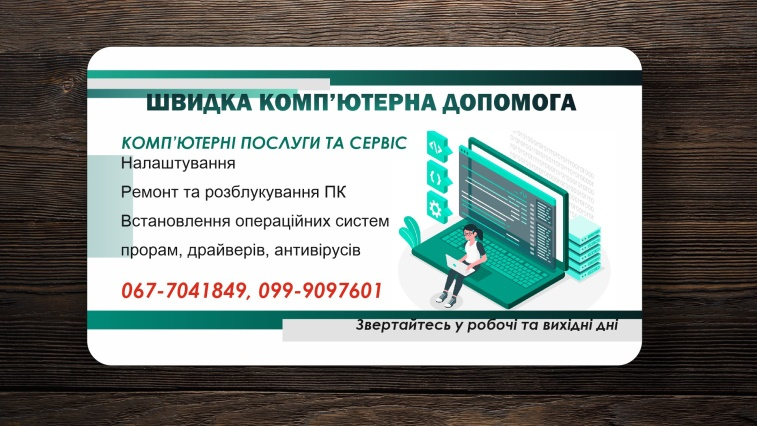 ШВИДКА КОМП'ЮТЕРНА ДОПОМОГА
КОМП'ЮТЕРНІ ПОСЛУГИ ТА СЕРВІС
Налаштування
Ремонт та розблукування ПК
Встановлення операційних систем
прорам, драйверів, антивірусів
067-7041849, 099-9097601
Звертайтесь у робочі та вихідні дні